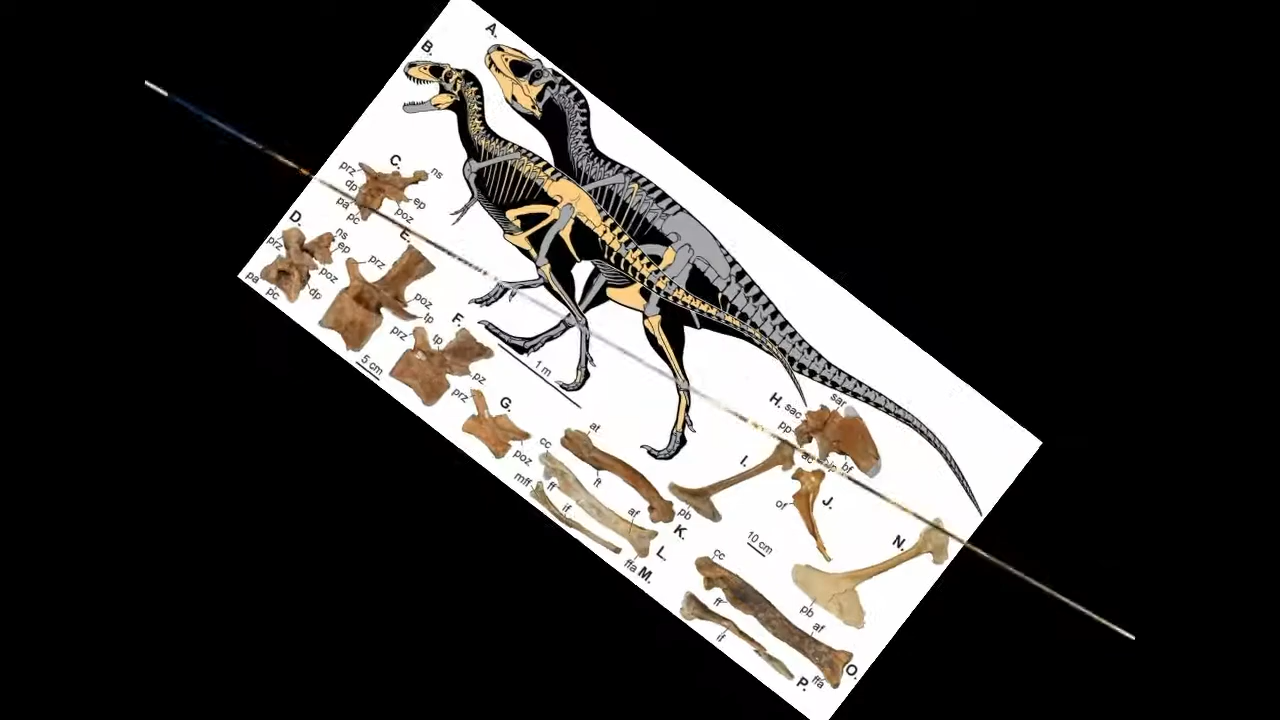 A.
B.
C.
prz
ns
dp
pa
pc
ep
poz
D.
prz
ns
ep
poz
pa
pc
dp
E.
prz
poz
tp
F.
prz
tp
pz
5 cm
1 m
G.
prz
poz
H.
sac
sar
pp
bf
I.
pb
J.
of
at
ft
K.
cc
ff
af
L.
mff
if
ffa
M.
10 cm
N.
pb
cc
ff
af
ffa
O.
if
P.